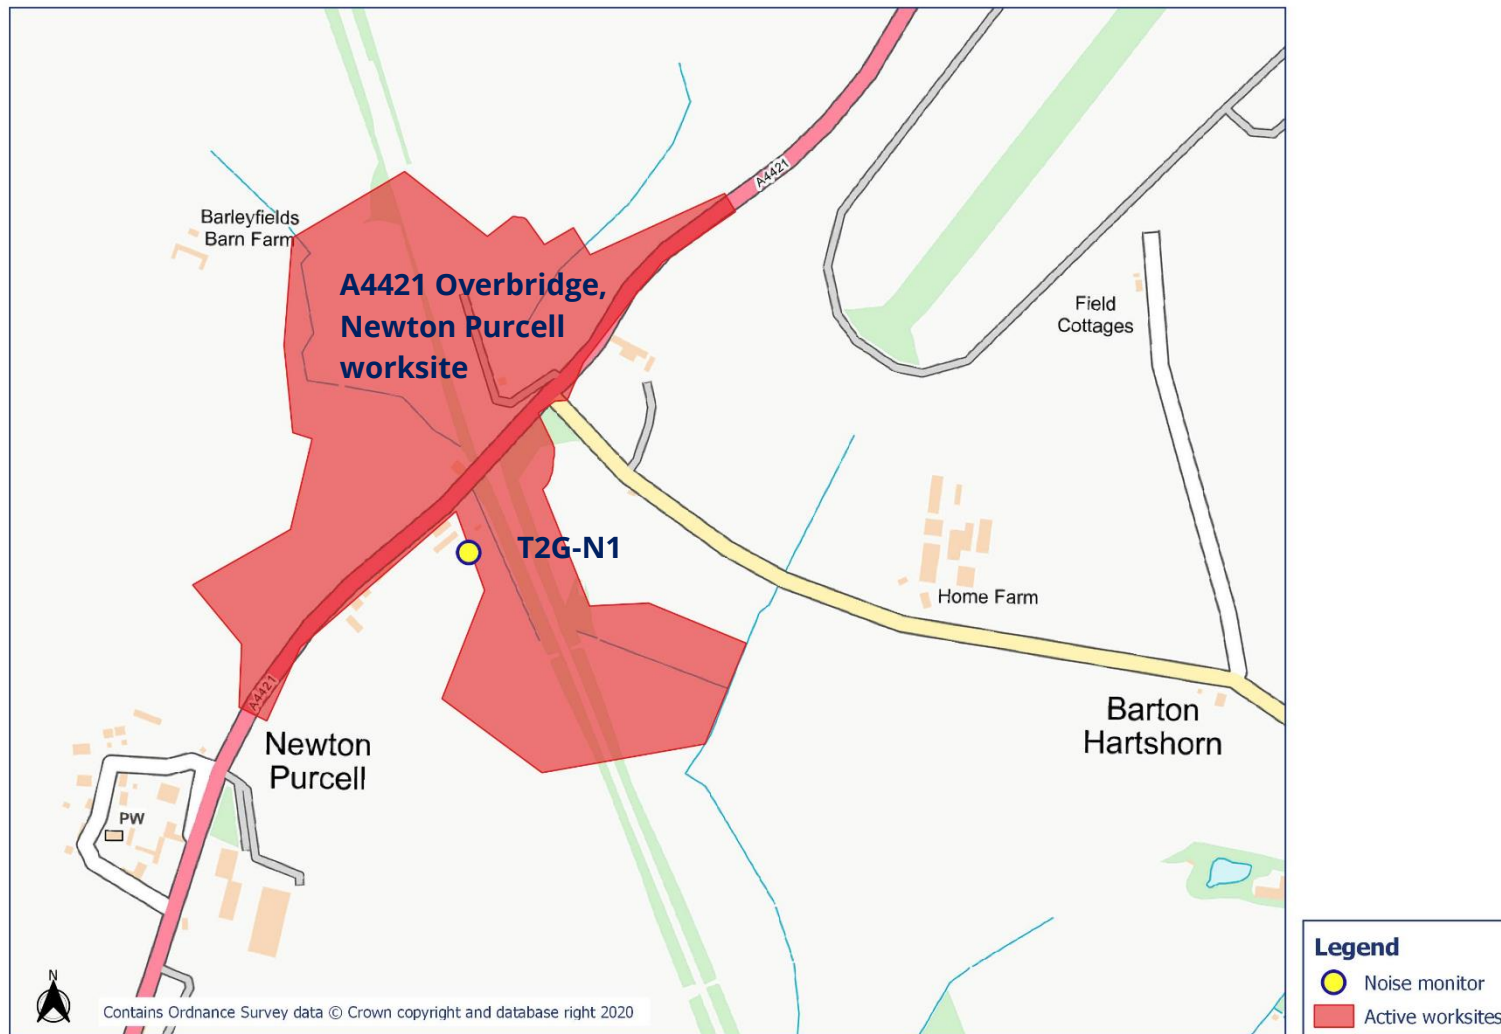 A4421
Barleyfields
Barn Farm
A4421 Overbridge,
Newton Purcell
worksite
Field
Cottages
T2G-N1
Home Farm
A4421
Newton
Purcell
Barton
Hartshorn
PW
N
Contains Ordnance Survey data © Crown copyright and database right 2020
Legend
Noise monitor
Active worksites